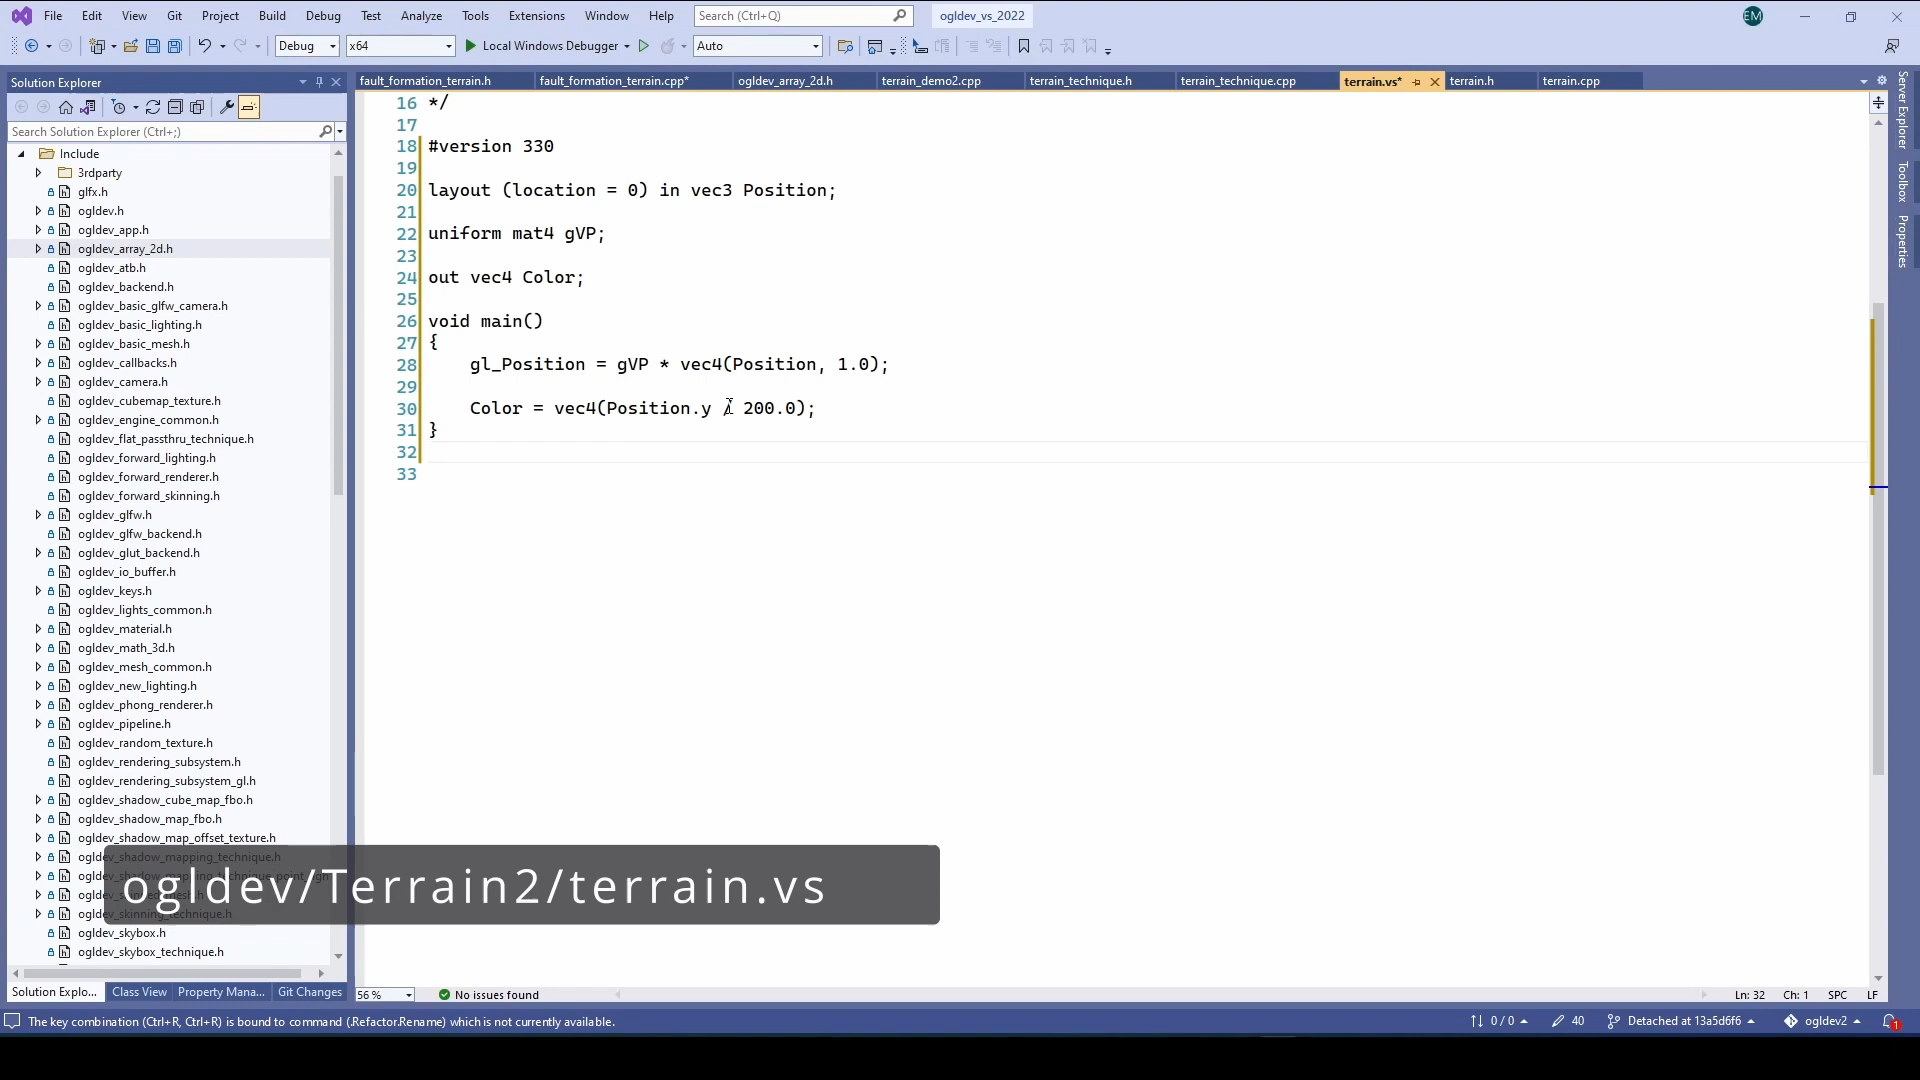 File Edit View Git Project Build Debug Test Analyze Tools Extensions Window Help Search (Ctrl+Q) ogldev_vs_2022 EM
Debug x64 Local Windows Debugger Auto
Solution Explorer
Search Solution Explorer (Ctrl+;)
Include
3rdparty
glfx.h
ogldev.h
ogldev_app.h
ogldev_array_2d.h
ogldev_atb.h
ogldev_backend.h
ogldev_basic_glfw_camera.h
ogldev_basic_lighting.h
ogldev_basic_mesh.h
ogldev_callbacks.h
ogldev_camera.h
ogldev_cubemap_texture.h
ogldev_engine_common.h
ogldev_flat_passthru_technique.h
ogldev_forward_lighting.h
ogldev_forward_renderer.h
ogldev_forward_skinning.h
ogldev_glfw.h
ogldev_glfw_backend.h
ogldev_glut_backend.h
ogldev_io_buffer.h
ogldev_keys.h
ogldev_lights_common.h
ogldev_material.h
ogldev_math_3d.h
ogldev_mesh_common.h
ogldev_new_lighting.h
ogldev_phong_renderer.h
ogldev_pipeline.h
ogldev_random_texture.h
ogldev_rendering_subsystem.h
ogldev_rendering_subsystem_gl.h
ogldev_shadow_cube_map_fbo.h
ogldev_shadow_map_fbo.h
ogldev_shadow_map_offset_texture.h
ogldev_shadow_mapping_technique.h
ogldev_skinning_technique.h
ogldev_skybox.h
ogldev_skybox_technique.h
Solution Explo... Class View Property Mana... Git Changes
fault_formation_terrain.h fault_formation_terrain.cpp* ogldev_array_2d.h terrain_demo2.cpp terrain_technique.h terrain_technique.cpp terrain.vs* terrain.h terrain.cpp
16 */
17
18 #version 330
19
20 layout (location = 0) in vec3 Position;
21
22 uniform mat4 gVP;
23
24 out vec4 Color;
25
26 void main()
27 {
28 gl_Position = gVP * vec4(Position, 1.0);
29
30 Color = vec4(Position.y / 200.0);
31 }
32
33
ogldev/Terrain2/terrain.vs
56 % No issues found Ln: 32 Ch: 1 SPC LF
The key combination (Ctrl+R, Ctrl+R) is bound to command (.Refactor.Rename) which is not currently available. 0 / 0 40 Detached at 13a5d6f6 ogldev2 1
Server Explorer
Toolbox
Properties